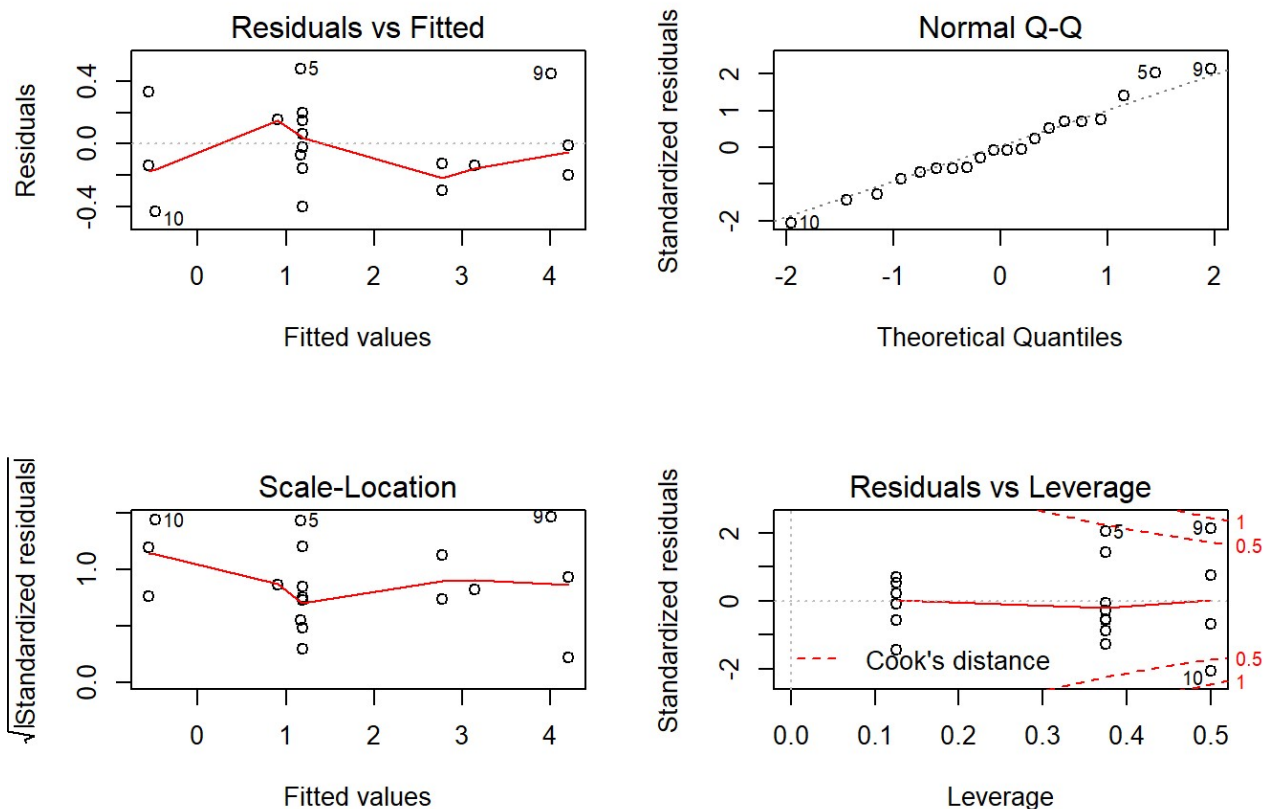 Residuals vs Fitted
Residuals
-0.4 0.0 0.4
5
9
10
0 1 2 3 4
Fitted values
Normal Q-Q
Standardized residuals
-2 0 1 2
5
9
10
-2 -1 0 1 2
Theoretical Quantiles
Scale-Location
√|Standardized residuals|
0.0 1.0
10
5
9
0 1 2 3 4
Fitted values
Residuals vs Leverage
Standardized residuals
-2 0 2
5
9
1
0.5
Cook's distance
0.5
10
1
0.0 0.1 0.2 0.3 0.4 0.5
Leverage